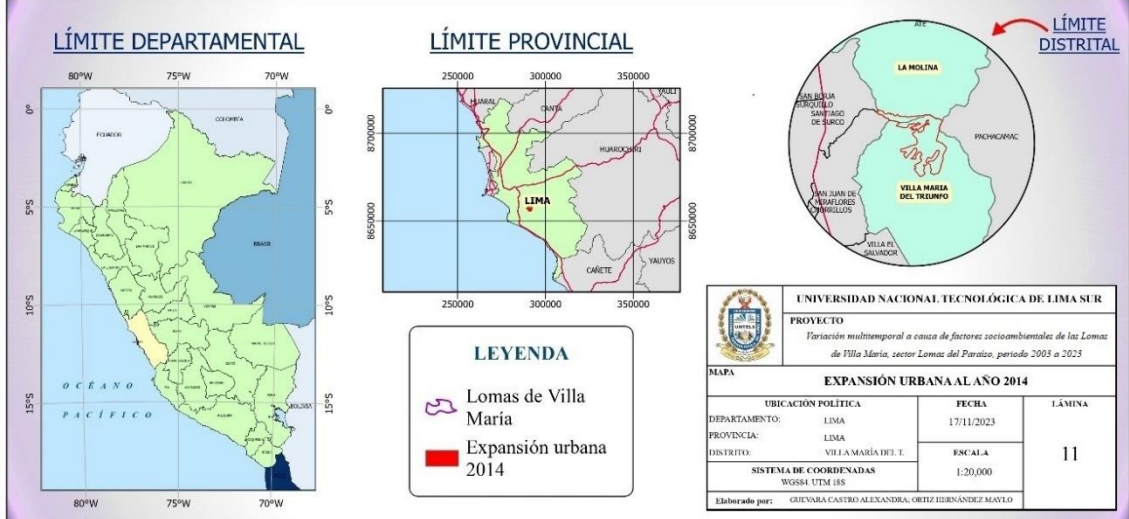 LÍMITE DEPARTAMENTAL
80°W 75°W 70°W
0° 0°
ECUADOR
COLOMBIA
5°S 5°S
BRASIL
10°S 10°S
OCÉANO
PACÍFICO
15°S 15°S
BOLIVIA
80°W 75°W 70°W
LÍMITE PROVINCIAL
250000 300000 350000
8700000
8650000
HUARAL
CANTA
YAULI
HUAROCHIRI
LIMA
CAÑETE
YAUYOS
250000 300000 350000
LÍMITE
DISTRITAL
ATE
LA MOLINA
SAN BORJA
SURQUILLO
SANTIAGO
DE SURCO
PACHACAMAC
VILLA MARIA
DEL TRIUNFO
SAN JUAN DE
MIRAFLORES
CHORRILLOS
VILLA EL
SALVADOR
LEYENDA
Lomas de Villa
María
Expansión urbana
2014
UNTELS
UNIVERSIDAD NACIONAL TECNOLÓGICA DE LIMA SUR
PROYECTO
Variación multitemporal a causa de factores socioambientales de las Lomas
de Villa María, sector Lomas del Paraíso, periodo 2003 a 2023
MAPA
EXPANSIÓN URBANA AL AÑO 2014
UBICACIÓN POLÍTICA
DEPARTAMENTO: LIMA
PROVINCIA: LIMA
DISTRITO: VILLA MARÍA DEL T.
FECHA
17/11/2023
LÁMINA
11
ESCALA
1:20,000
SISTEMA DE COORDENADAS
WGS84. UTM 18S
Elaborado por: GUEVARA CASTRO ALEXANDRA; ORTIZ HERNÁNDEZ MAYLO